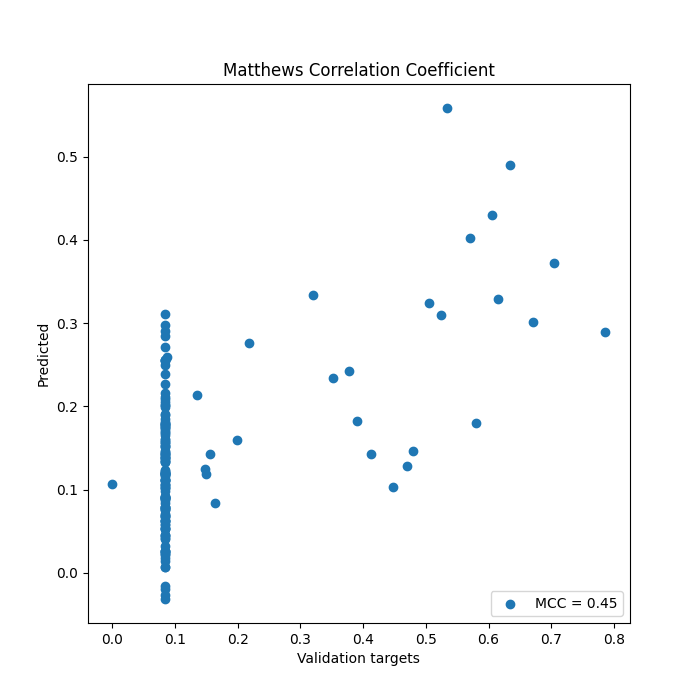 Matthews Correlation Coefficient
0.5
0.4
0.3
0.2
0.1
0.0
Predicted
MCC = 0.45
0.0 0.1 0.2 0.3 0.4 0.5 0.6 0.7 0.8
Validation targets